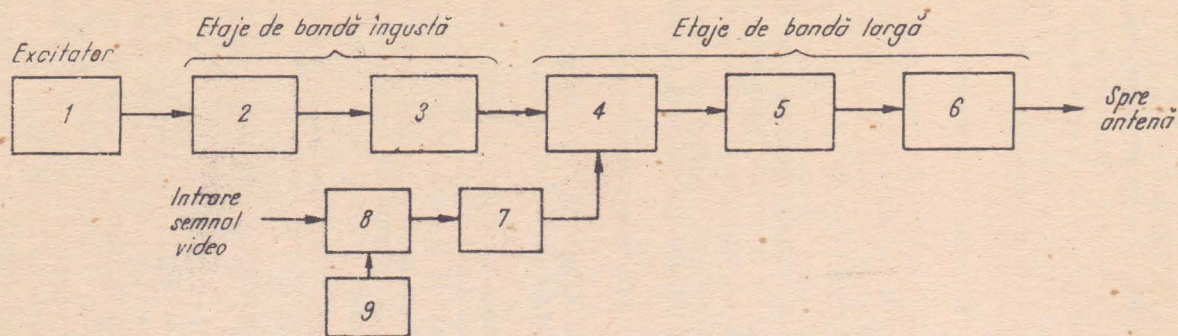 Etaje de bandă îngustă
Etaje de bandă largă
Excitator
1
2
3
4
5
6
Spre
antenă
Intrare
semnal
video
8
7
9